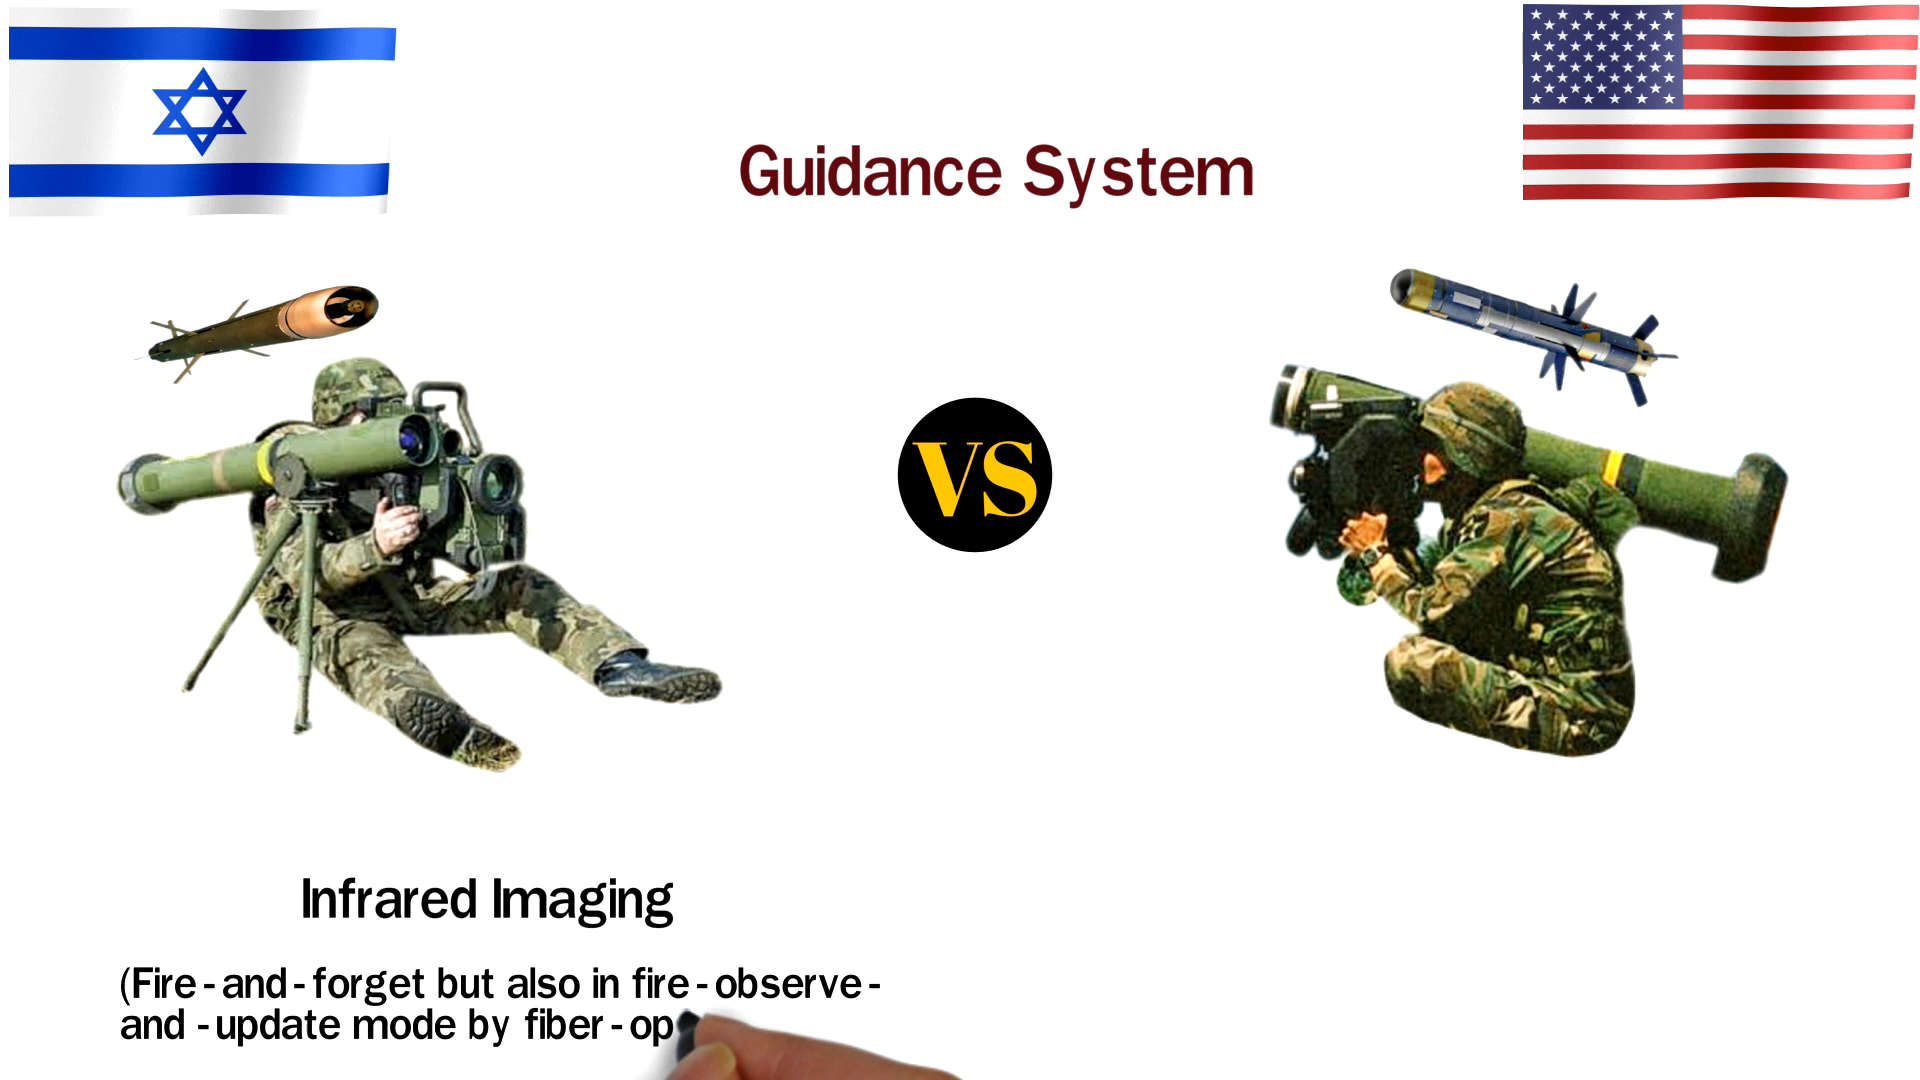 Guidance System
VS
Infrared Imaging
(Fire-and-forget but also in fire-observe-
and -update mode by fiber-op